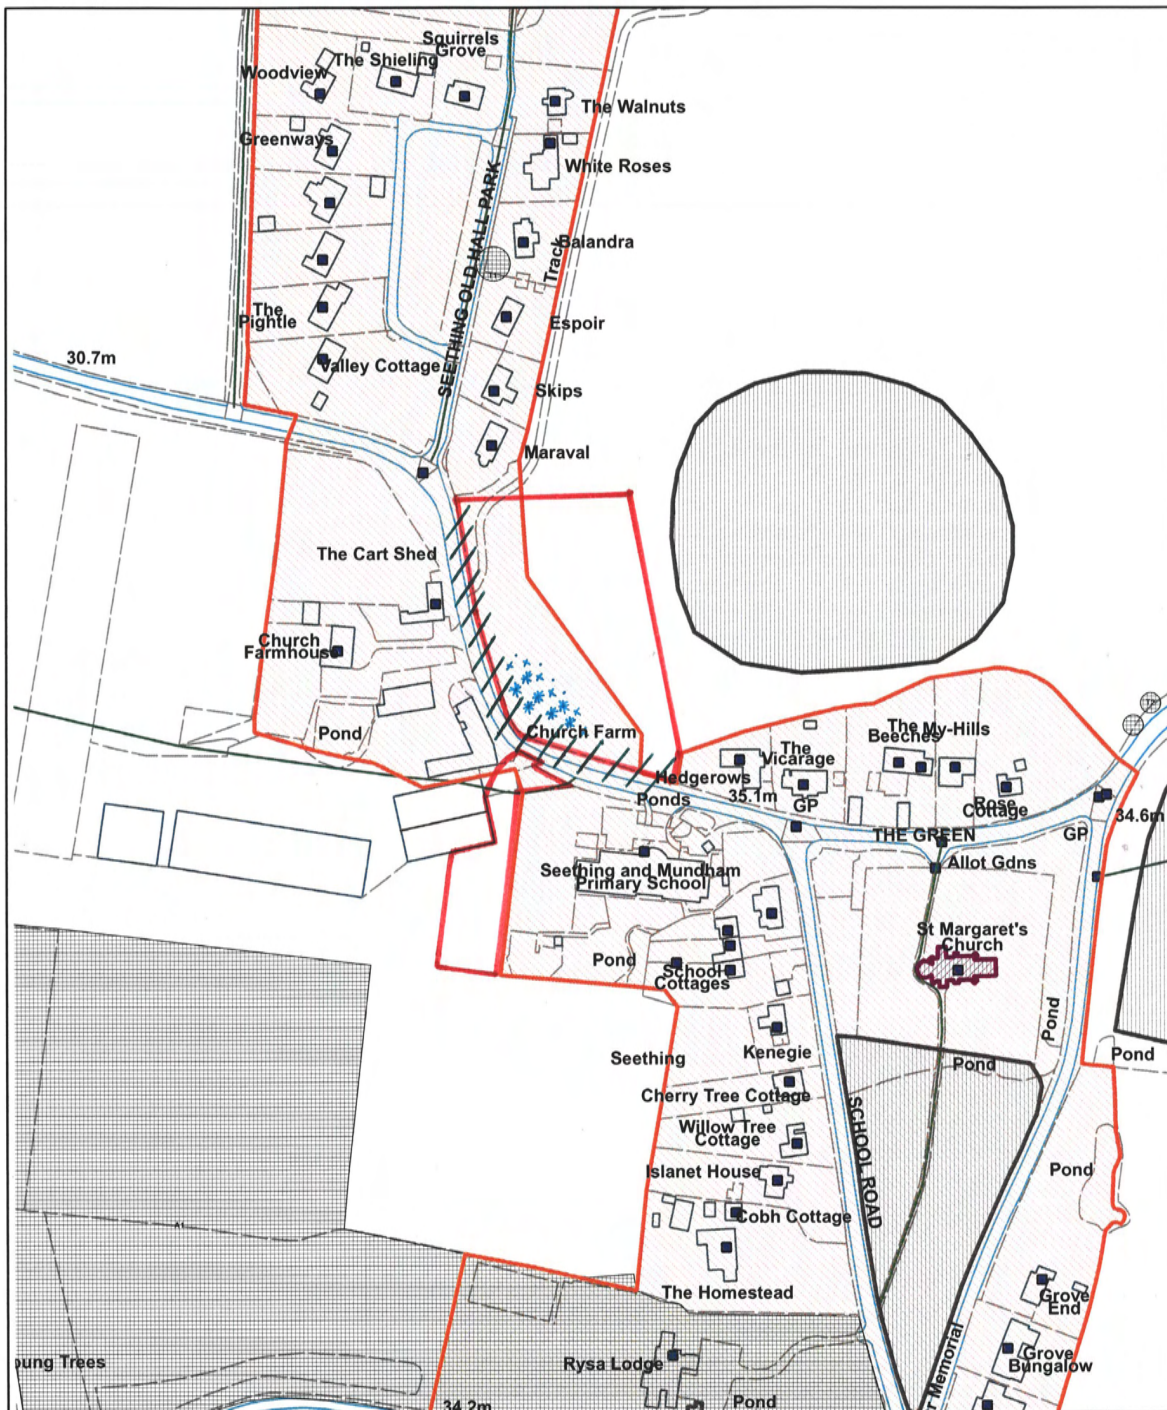 Squirrels
Grove
The Shieling
Woodview
The Walnuts
Greenways
White Roses
SEETHING OLD HALL PARK
Balandra
Track
The
Pightle
Espoir
30.7m
Valley Cottage
Skips
Maraval
The Cart Shed
Church
Farmhouse
Pond
Church Farm
The
Beeches
My-Hills
The
Vicarage
Hedgerows
Ponds
35.1m
GP
Rose
Cottage
34.6m
THE GREEN
GP
Allot Gdns
Seething and Mundham
Primary School
St Margaret's
Church
Pond
School
Cottages
Pond
Seething
Kenegie
Pond
Pond
Cherry Tree Cottage
Willow Tree
Cottage
SCHOOL ROAD
Islanet House
Pond
Cobh Cottage
The Homestead
Grove
End
Grove
Bungalow
r Memorial
oung Trees
Rysa Lodge
Pond
34.2m